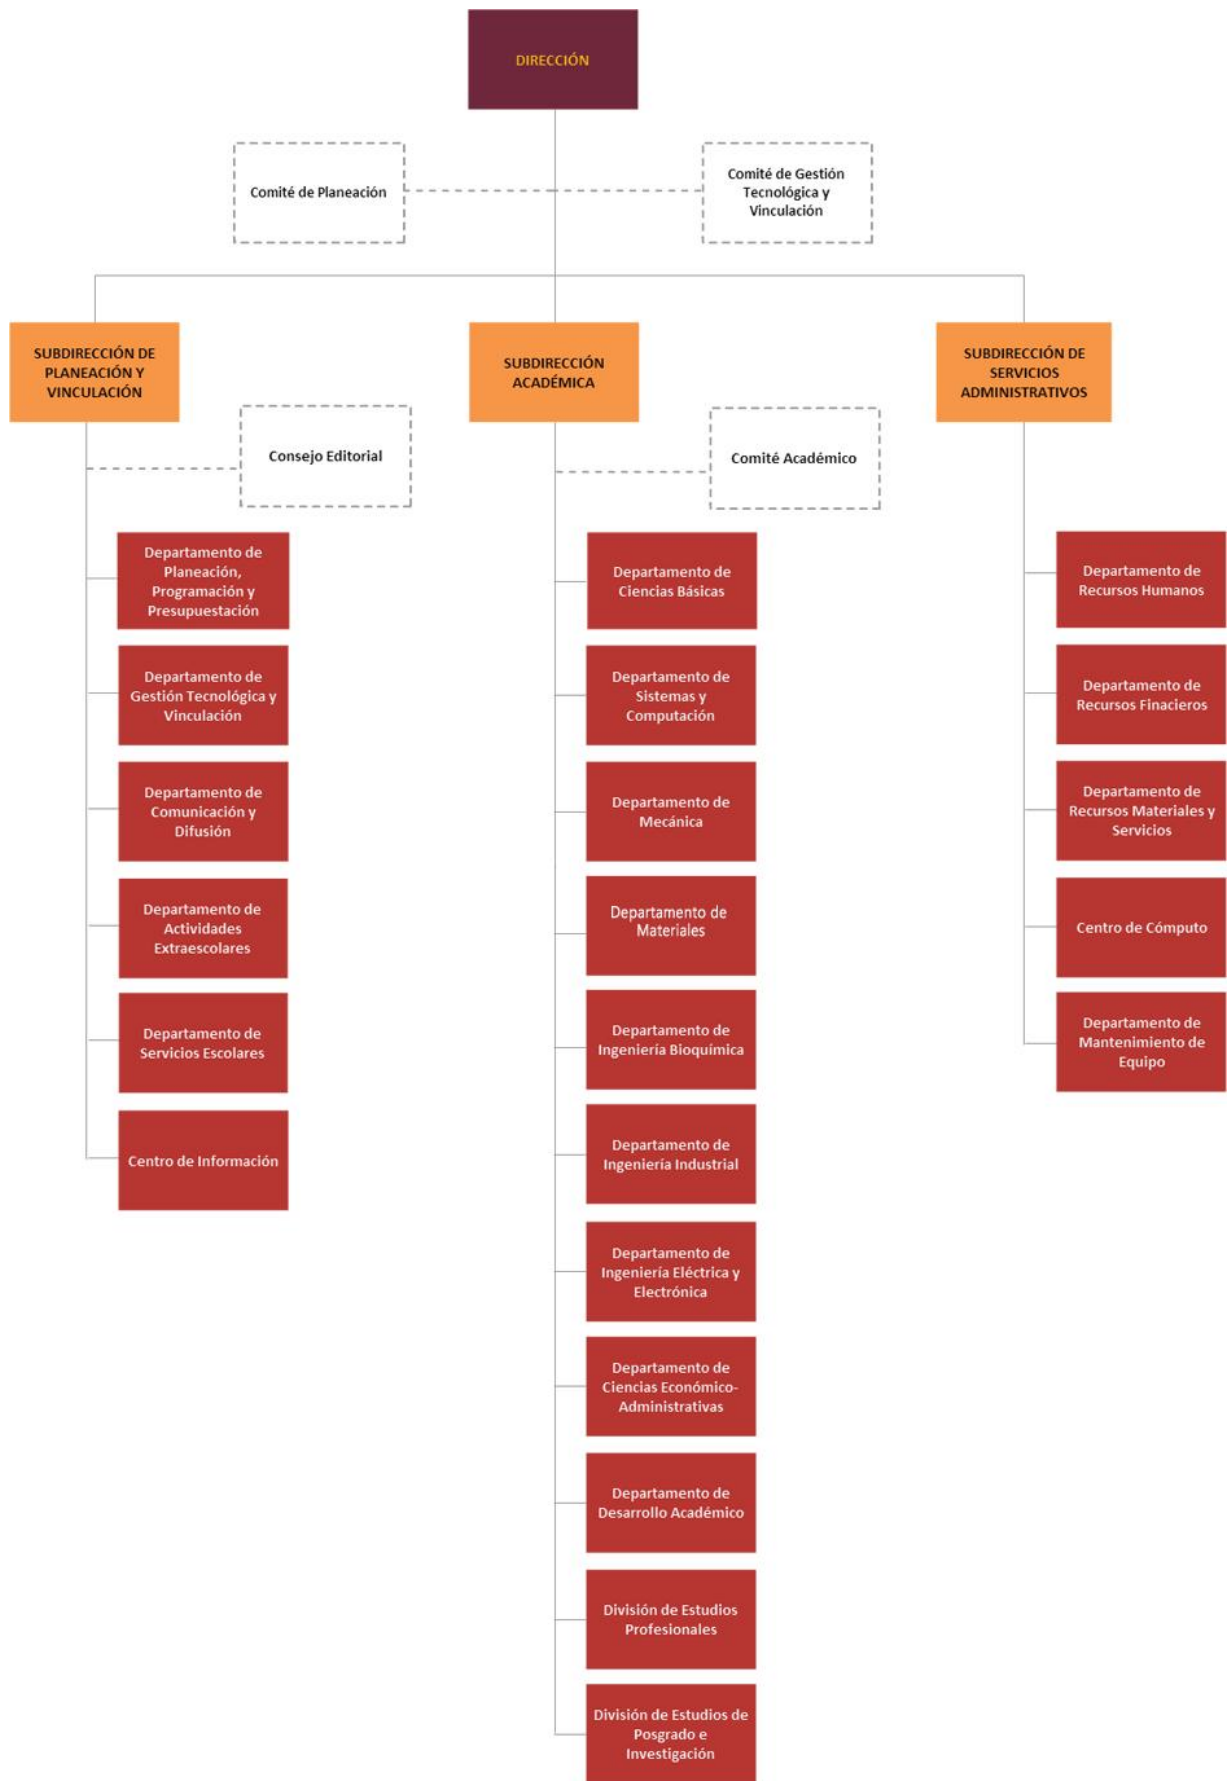 DIRECCIÓN
Comité de Planeación
Comité de Gestión
Tecnológica y
Vinculación
SUBDIRECCIÓN DE
PLANEACIÓN Y
VINCULACIÓN
SUBDIRECCIÓN
ACADÉMICA
SUBDIRECCIÓN DE
SERVICIOS
ADMINISTRATIVOS
Consejo Editorial
Comité Académico
Departamento de
Planeación,
Programación y
Presupuestación
Departamento de
Gestión Tecnológica y
Vinculación
Departamento de
Comunicación y
Difusión
Departamento de
Actividades
Extraescolares
Departamento de
Servicios Escolares
Centro de Información
Departamento de
Ciencias Básicas
Departamento de
Sistemas y
Computación
Departamento de
Mecánica
Departamento de
Materiales
Departamento de
Ingeniería Bioquímica
Departamento de
Ingeniería Industrial
Departamento de
Ingeniería Eléctrica y
Electrónica
Departamento de
Ciencias Económico-
Administrativas
Departamento de
Desarrollo Académico
División de Estudios
Profesionales
División de Estudios de
Posgrado e
Investigación
Departamento de
Recursos Humanos
Departamento de
Recursos Finacieros
Departamento de
Recursos Materiales y
Servicios
Centro de Cómputo
Departamento de
Mantenimiento de
Equipo